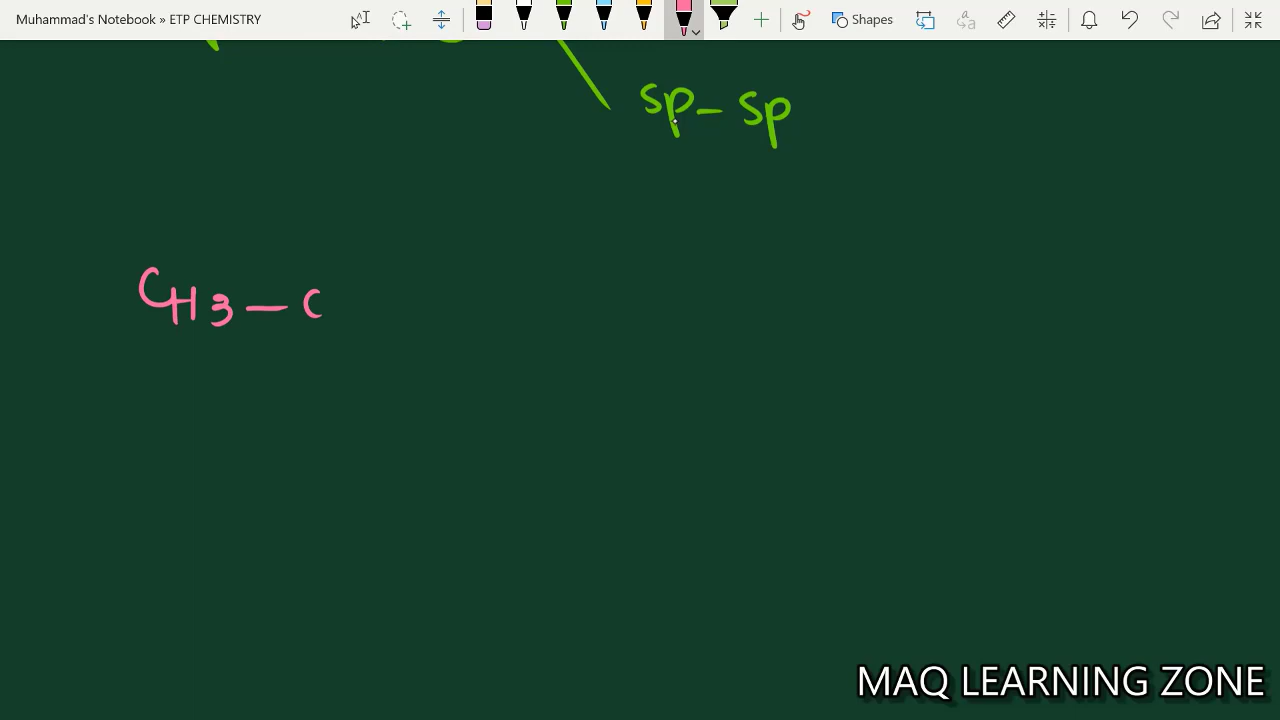 Muhammad's Notebook » ETP CHEMISTRY
Shapes
sp - sp
CH3 - C
MAQ LEARNING ZONE